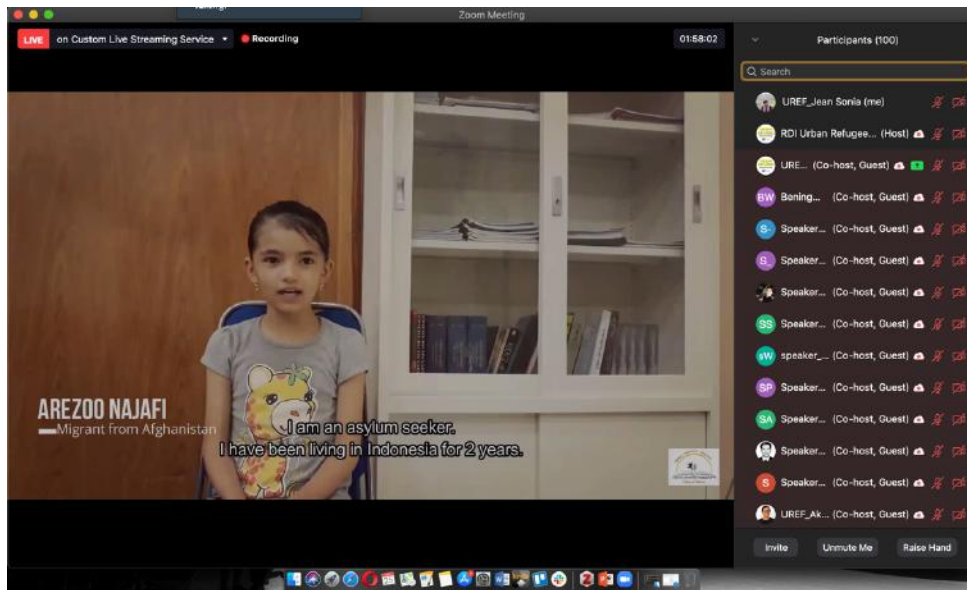 Zoom Meeting
LIVE on Custom Live Streaming Service
Recording
01:58:02
Participants (100)
Search
UREF_Jean Sonia (me)
RDI Urban Refugee... (Host)
URE... (Co-host, Guest)
BW Bening... (Co-host, Guest)
S- Speaker... (Co-host, Guest)
S_ Speaker... (Co-host, Guest)
Speaker... (Co-host, Guest)
SS Speaker... (Co-host, Guest)
sW speaker_... (Co-host, Guest)
SP Speaker... (Co-host, Guest)
SA Speaker... (Co-host, Guest)
Speaker... (Co-host, Guest)
S Speaker... (Co-host, Guest)
UREF_Ak... (Co-host, Guest)
Invite
Unmute Me
Raise Hand
AREZOO NAJAFI
Migrant from Afghanistan
I am an asylum seeker.
I have been living in Indonesia for 2 years.